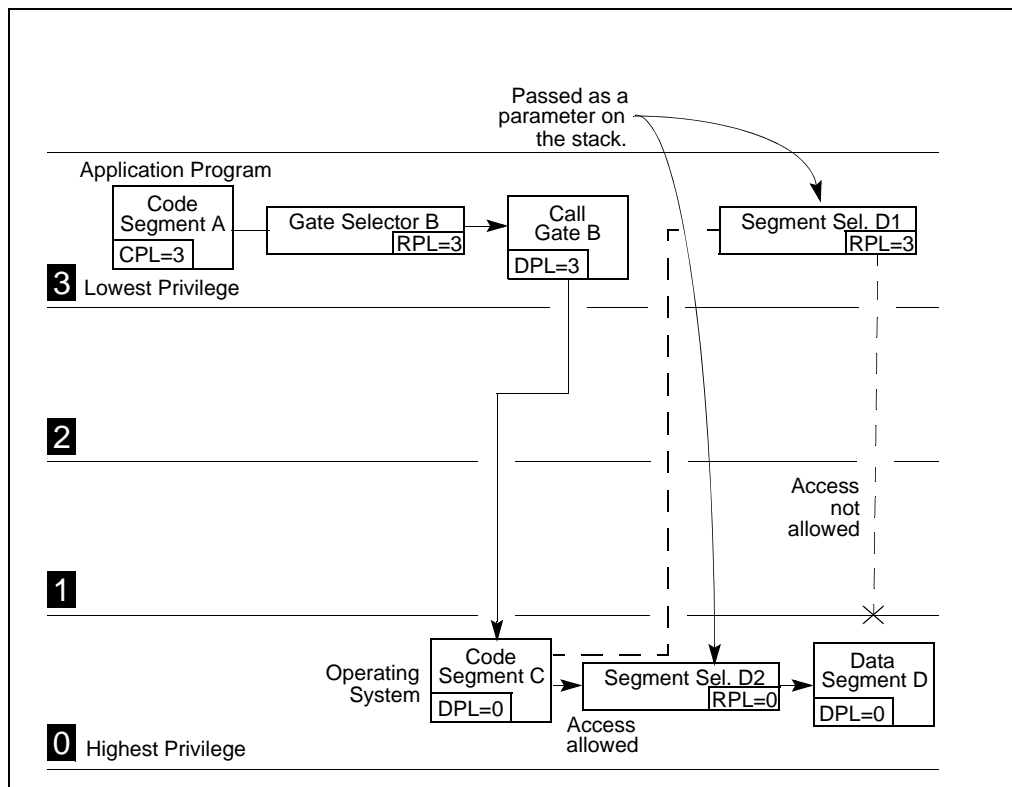 Passed as a
parameter on
the stack.
Application Program
Code
Segment A
CPL=3
Gate Selector B
RPL=3
Call
Gate B
DPL=3
Segment Sel. D1
RPL=3
3
Lowest Privilege
2
Access
not
allowed
1
Operating
System
Code
Segment C
DPL=0
Segment Sel. D2
RPL=0
Access
allowed
Data
Segment D
DPL=0
0
Highest Privilege